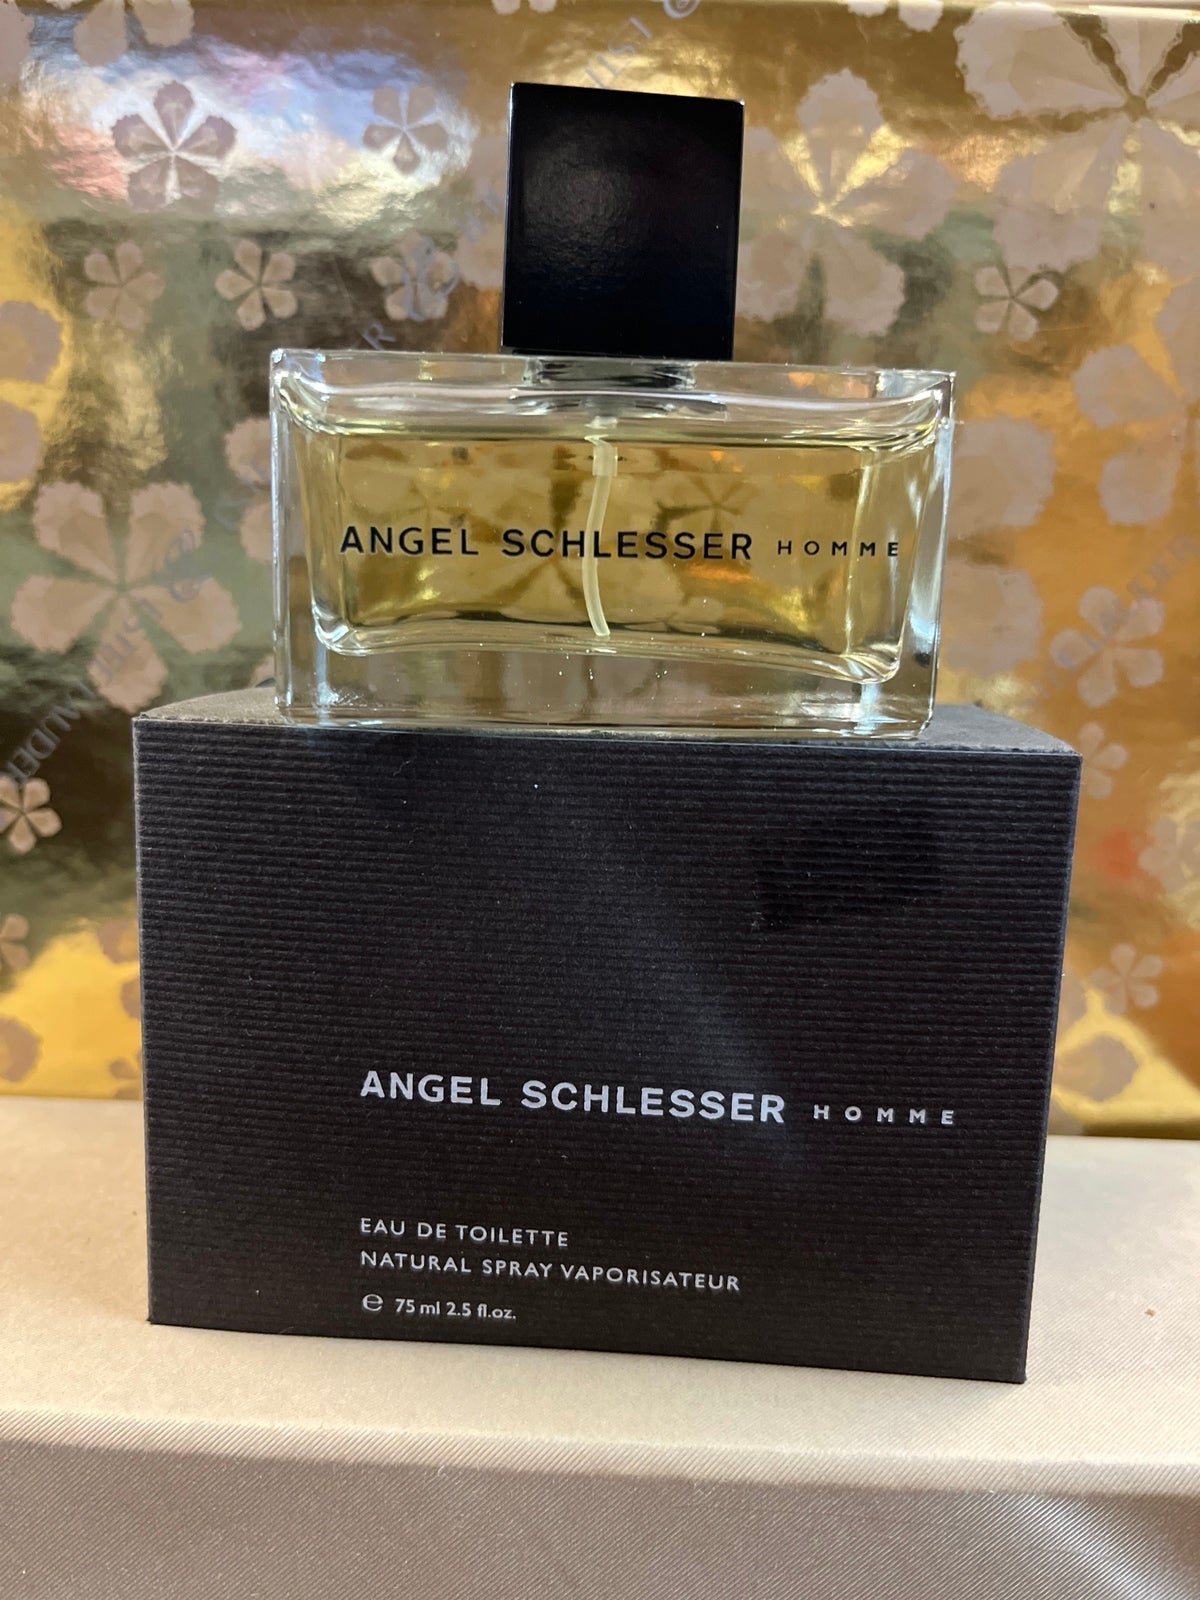 ANGEL SCHLESSER HOMME
ANGEL SCHLESSER HOMME
EAU DE TOILETTE
NATURAL SPRAY VAPORISATEUR
℮ 75 ml 2.5 fl.oz.